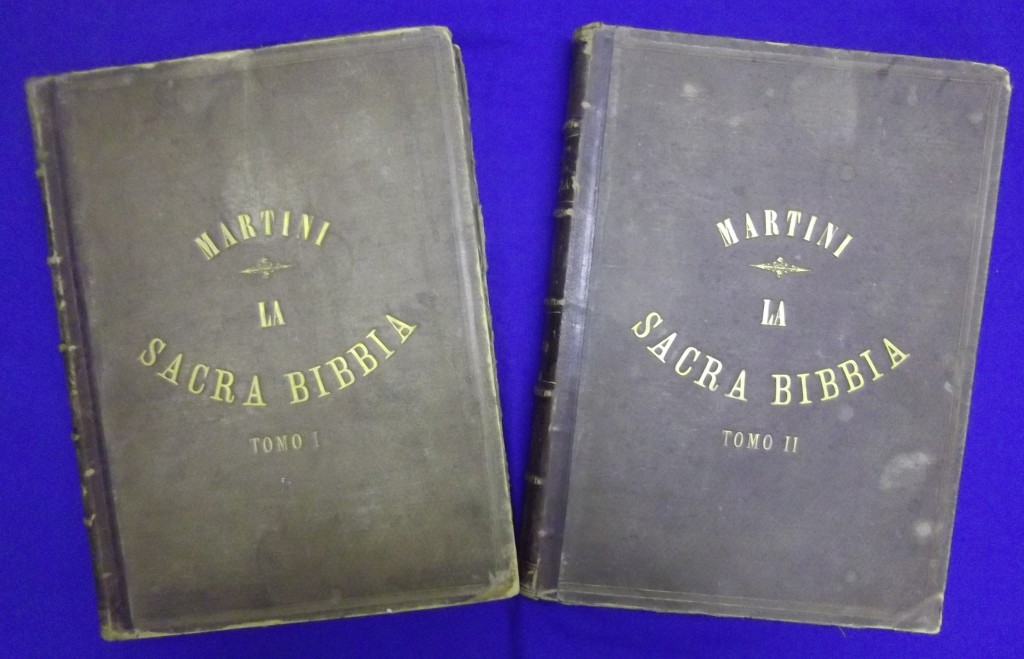 MARTINI
LA
SACRA BIBBIA
TOMO I
MARTINI
LA
SACRA BIBBIA
TOMO II